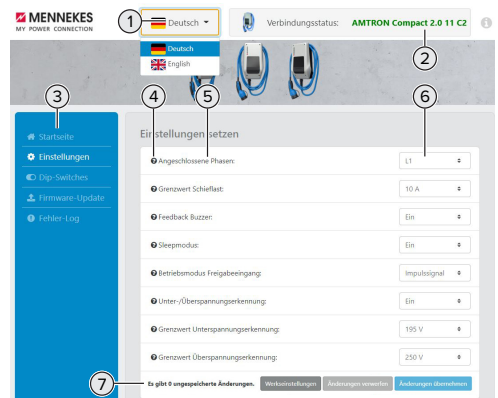 MENNEKES
MY POWER CONNECTION
1
Deutsch
Verbindungsstatus: AMTRON Compact 2.0 11 C2
Deutsch
English
2
3
4
5
6
Startseite
Einstellungen
Dip-Switches
Firmware-Update
Fehler-Log
Einstellungen setzen
Angeschlossene Phasen: L1
Grenzwert Schieflast: 10 A
Feedback Buzzer: Ein
Sleepmodus: Ein
Betriebsmodus Freigabeeingang: Impulssignal
Unter-/Überspannungserkennung: Ein
Grenzwert Unterspannungserkennung: 195 V
Grenzwert Überspannungserkennung: 250 V
7
Es gibt 0 ungespeicherte Änderungen. Werkseinstellungen Änderungen verwerfen Änderungen übernehmen